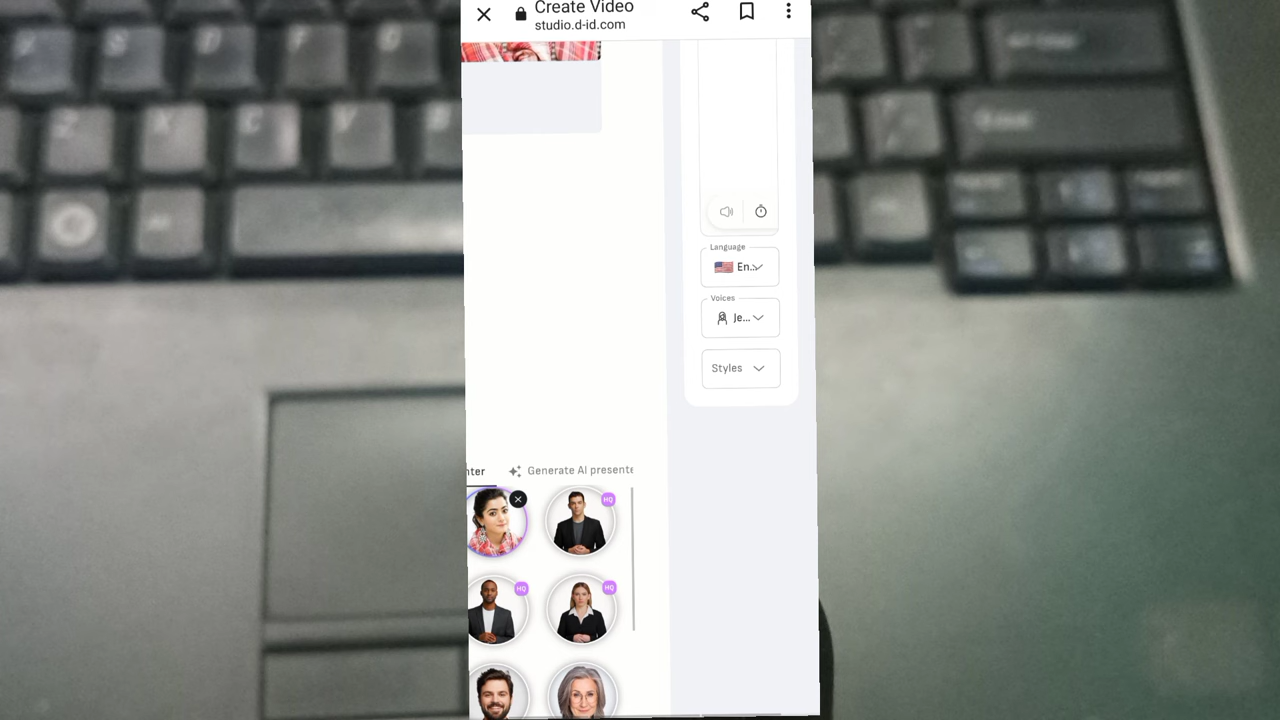 Create Video
studio.d-id.com
Language
En...
Voices
Je...
Styles
nter
Generate AI presente
HQ
HQ
HQ